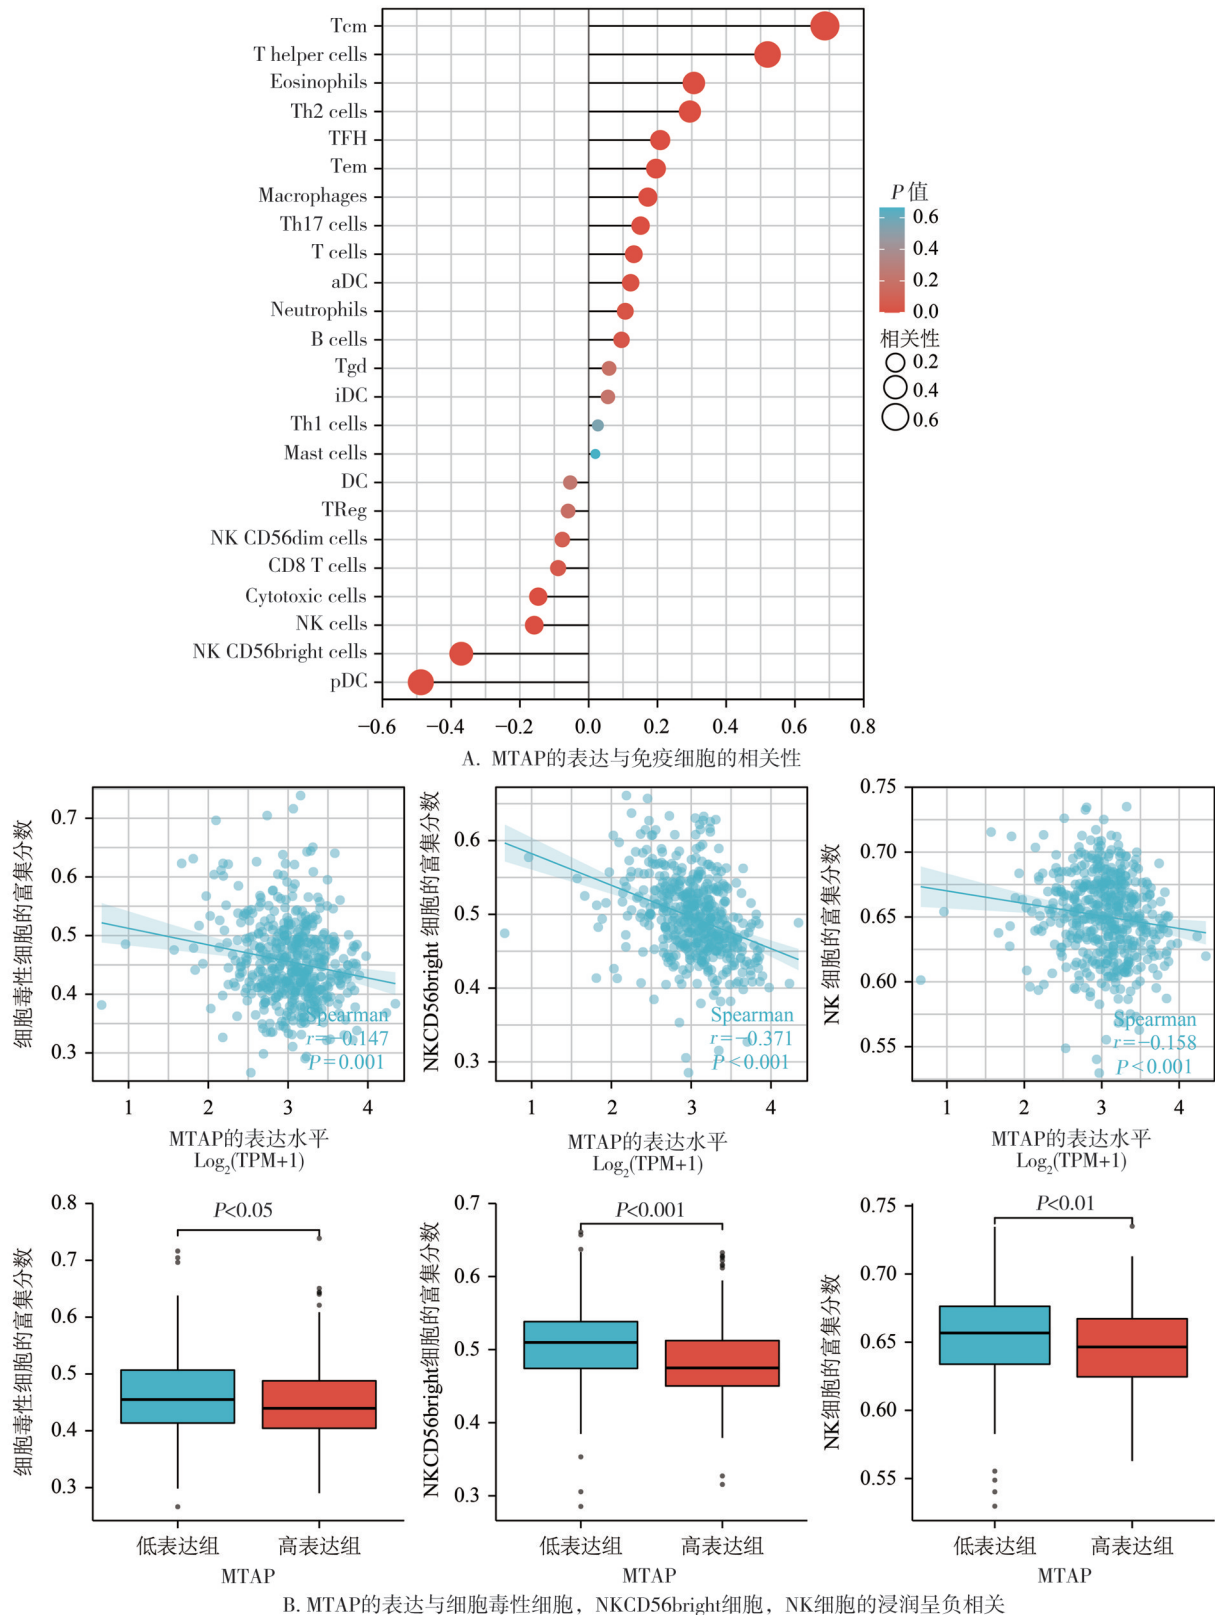 Tcm
T helper cells
Eosinophils
Th2 cells
TFH
Tem
Macrophages
Th17 cells
T cells
aDC
Neutrophils
B cells
Tgd
iDC
Th1 cells
Mast cells
DC
TReg
NK CD56dim cells
CD8 T cells
Cytotoxic cells
NK cells
NK CD56bright cells
pDC
−0.6 −0.4 −0.2 0.0 0.2 0.4 0.6 0.8
P 值
0.6
0.4
0.2
0.0
相关性
0.2
0.4
0.6
A. MTAP的表达与免疫细胞的相关性
细胞毒性细胞的富集分数
0.7
0.6
0.5
0.4
0.3
Spearman
r=−0.147
P=0.001
1 2 3 4
MTAP的表达水平
Log₂(TPM+1)
NKCD56bright 细胞的富集分数
0.6
0.5
0.4
0.3
Spearman
r=−0.371
P<0.001
1 2 3 4
MTAP的表达水平
Log₂(TPM+1)
NK 细胞的富集分数
0.75
0.70
0.65
0.60
0.55
Spearman
r=−0.158
P<0.001
1 2 3 4
MTAP的表达水平
Log₂(TPM+1)
细胞毒性细胞的富集分数
0.8
0.7
0.6
0.5
0.4
0.3
P<0.05
低表达组 高表达组
MTAP
NKCD56bright细胞的富集分数
0.7
0.6
0.5
0.4
0.3
P<0.001
低表达组 高表达组
MTAP
NK细胞的富集分数
0.75
0.70
0.65
0.60
0.55
P<0.01
低表达组 高表达组
MTAP
B. MTAP的表达与细胞毒性细胞，NKCD56bright细胞，NK细胞的浸润呈负相关